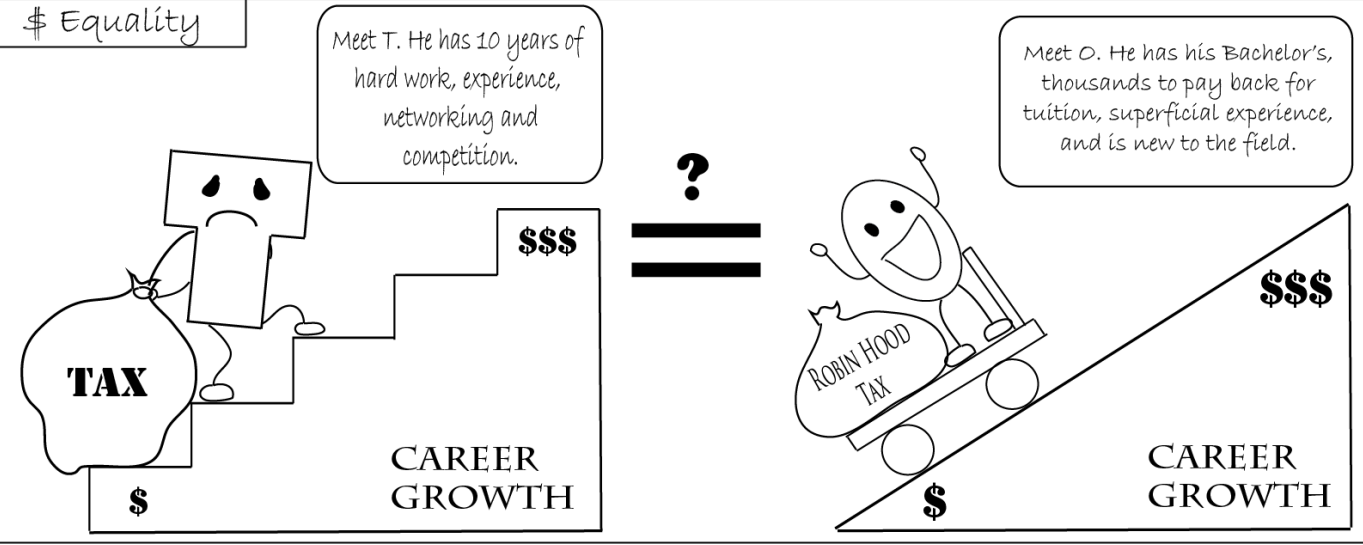 $ Equality
Meet T. He has 10 years of
hard work, experience,
networking and
competition.
Meet O. He has his Bachelor's,
thousands to pay back for
tuition, superficial experience,
and is new to the field.
?
=
$$$
TAX
CAREER
GROWTH
$
ROBIN HOOD
TAX
$$$
CAREER
GROWTH
$